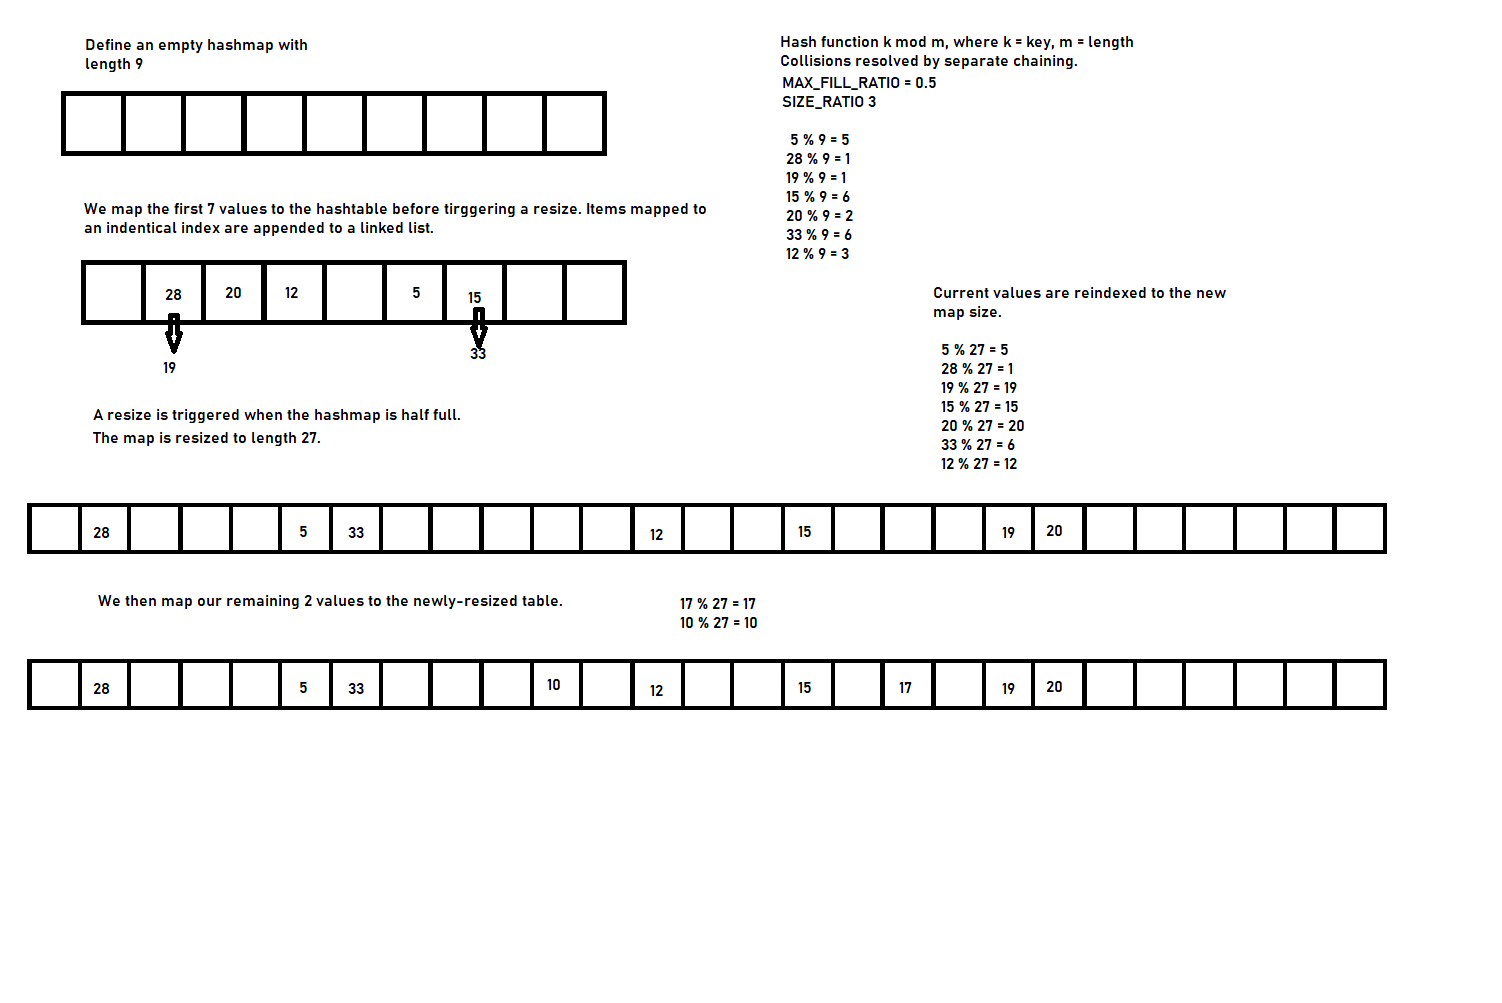 Define an empty hashmap with
length 9
Hash function k mod m, where k = key, m = length
Collisions resolved by separate chaining.
MAX_FILL_RATIO = 0.5
SIZE_RATIO 3
5 % 9 = 5
28 % 9 = 1
19 % 9 = 1
15 % 9 = 6
20 % 9 = 2
33 % 9 = 6
12 % 9 = 3
We map the first 7 values to the hashtable before tirggering a resize. Items mapped to
an indentical index are appended to a linked list.
28 20 12 5 15
19 33
Current values are reindexed to the new
map size.
5 % 27 = 5
28 % 27 = 1
19 % 27 = 19
15 % 27 = 15
20 % 27 = 20
33 % 27 = 6
12 % 27 = 12
A resize is triggered when the hashmap is half full.
The map is resized to length 27.
28 5 33 12 15 19 20
We then map our remaining 2 values to the newly-resized table.
17 % 27 = 17
10 % 27 = 10
28 5 33 10 12 15 17 19 20